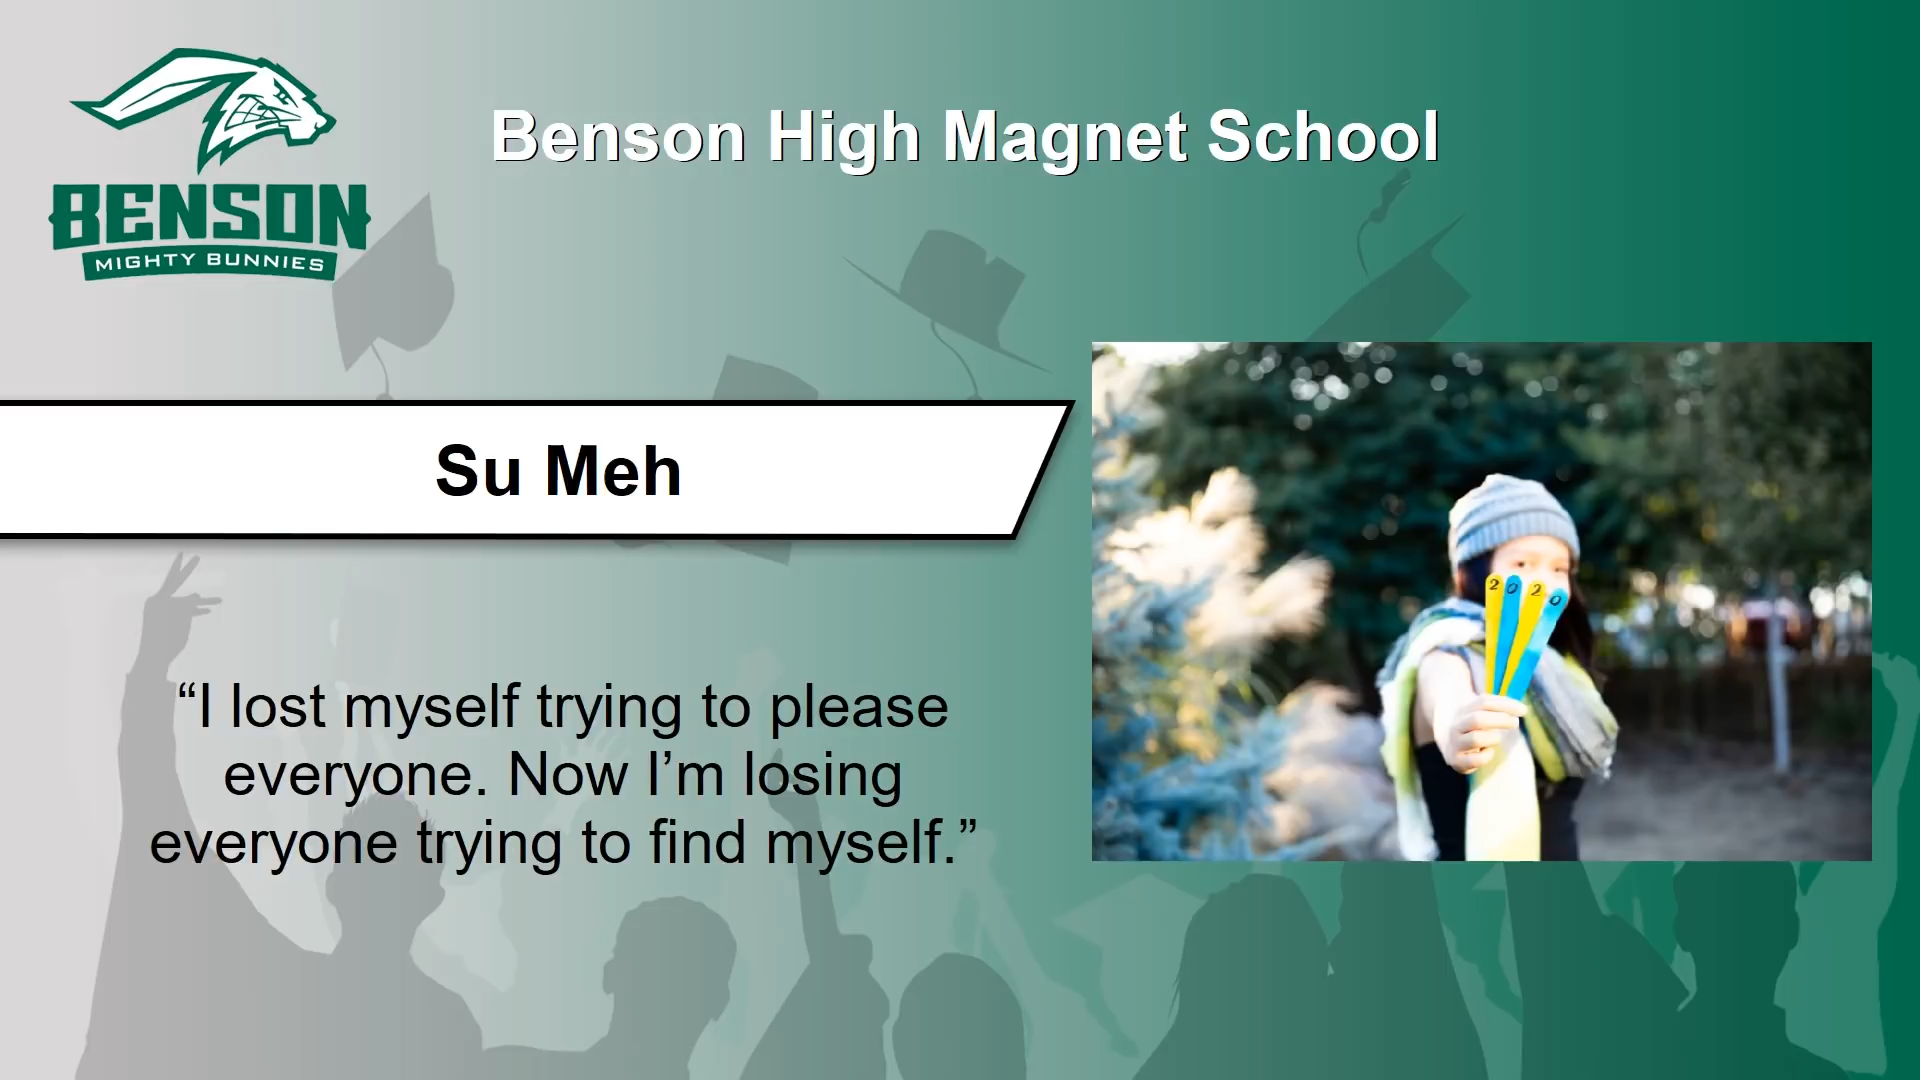 BENSON
MIGHTY BUNNIES
Benson High Magnet School
Su Meh
“I lost myself trying to please
everyone. Now I’m losing
everyone trying to find myself.”
2020